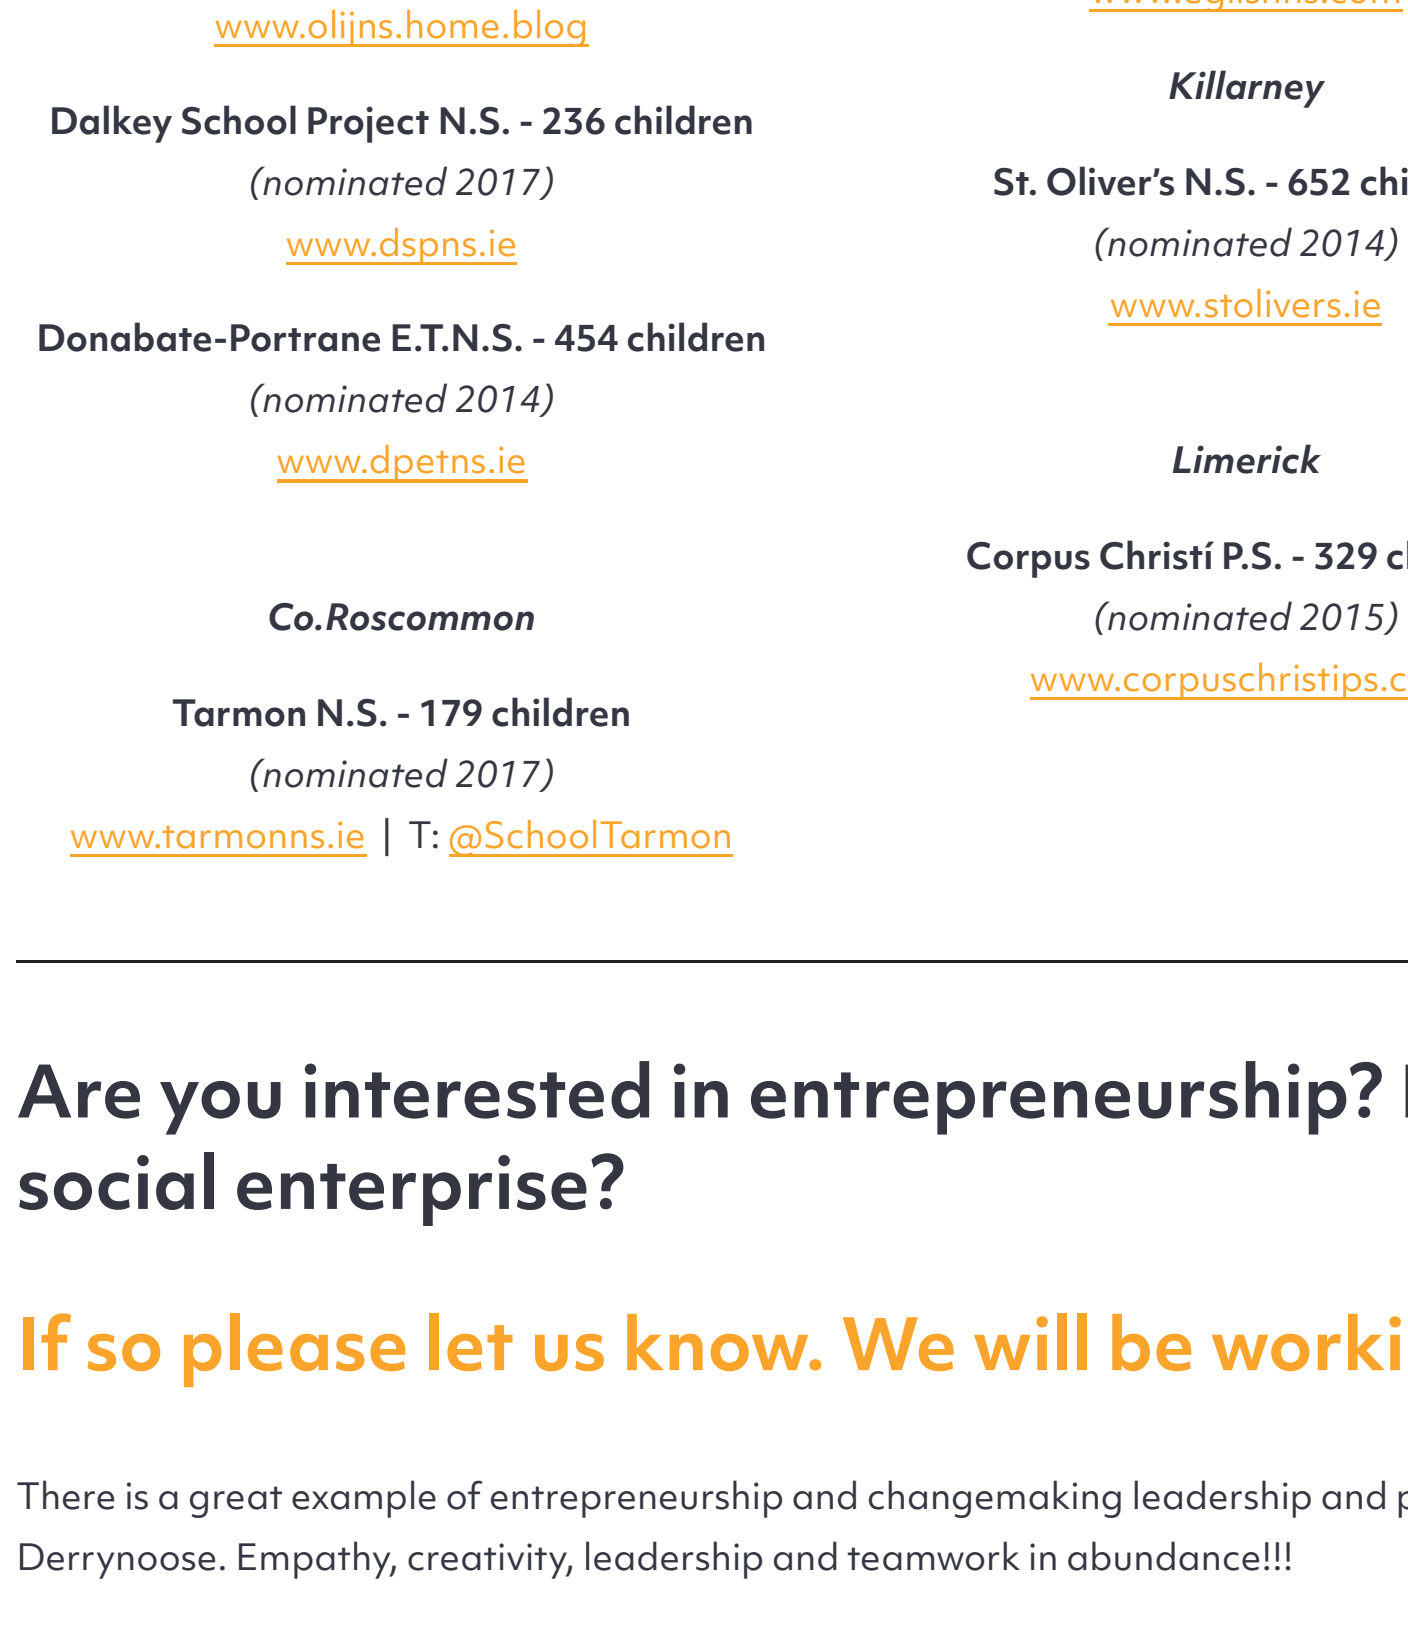 www.olijns.home.blog
Dalkey School Project N.S. - 236 children
(nominated 2017)
www.dspns.ie
Donabate-Portrane E.T.N.S. - 454 children
(nominated 2014)
www.dpetns.ie
Co.Roscommon
Tarmon N.S. - 179 children
(nominated 2017)
www.tarmonns.ie | T: @SchoolTarmon
Killarney
St. Oliver’s N.S. - 652
(nominated 2014)
www.stolivers.ie
Limerick
Corpus Christí P.S. - 329
(nominated 2015)
www.corpuschristips.c
Are you interested in entrepreneurship?
social enterprise?
If so please let us know. We will be worki
There is a great example of entrepreneurship and changemaking leadership and
Derrynoose. Empathy, creativity, leadership and teamwork in abundance!!!